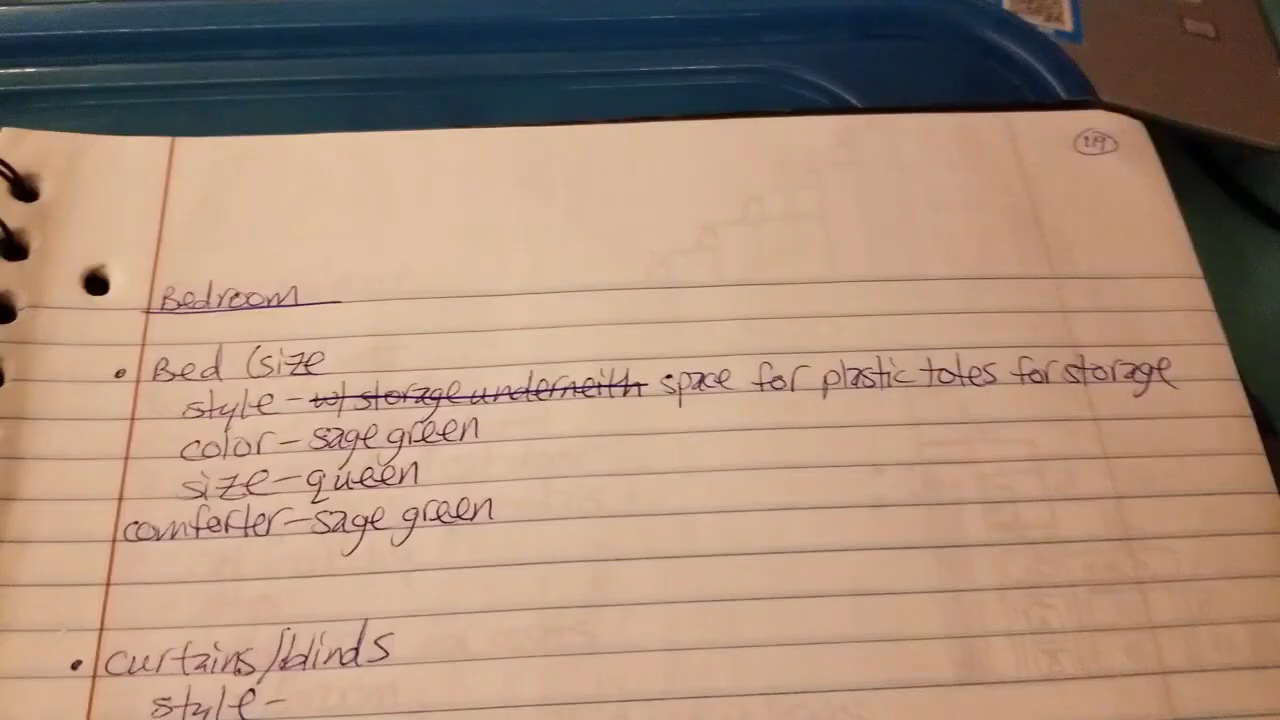 Bedroom
• Bed (size
style - w/ storage underneith space for plastic totes for storage
color - sage green
size - queen
comforter - sage green
• curtains/blinds
style -